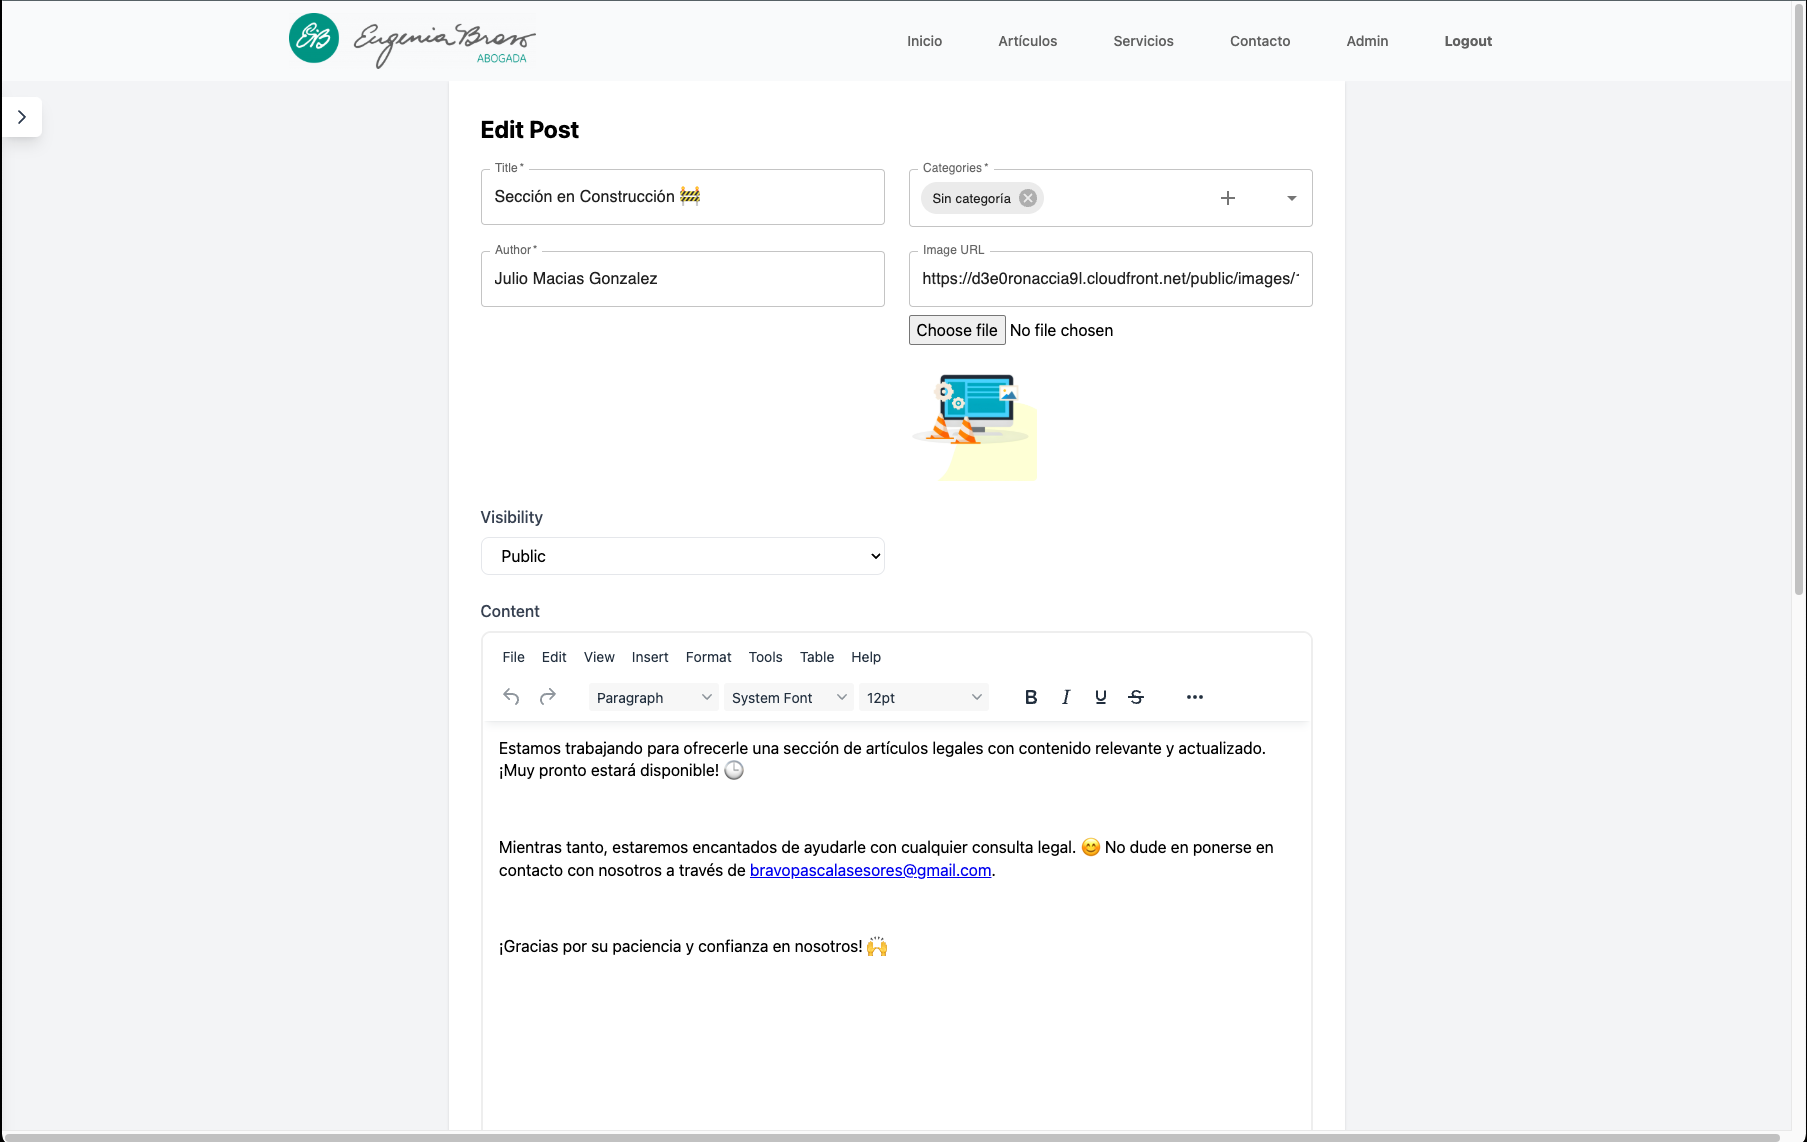 EB Eugenia Bravo
ABOGADA
Inicio Artículos Servicios Contacto Admin Logout
Edit Post
Title *
Sección en Construcción 🚧
Categories *
Sin categoría
Author *
Julio Macias Gonzalez
Image URL
https://d3e0ronaccia9l.cloudfront.net/public/images/
Choose file No file chosen
Visibility
Public
Content
File Edit View Insert Format Tools Table Help
Paragraph System Font 12pt B I U S
Estamos trabajando para ofrecerle una sección de artículos legales con contenido relevante y actualizado.
¡Muy pronto estará disponible! 🕒
Mientras tanto, estaremos encantados de ayudarle con cualquier consulta legal. 😊 No dude en ponerse en
contacto con nosotros a través de bravopascalasesores@gmail.com.
¡Gracias por su paciencia y confianza en nosotros! 🙌